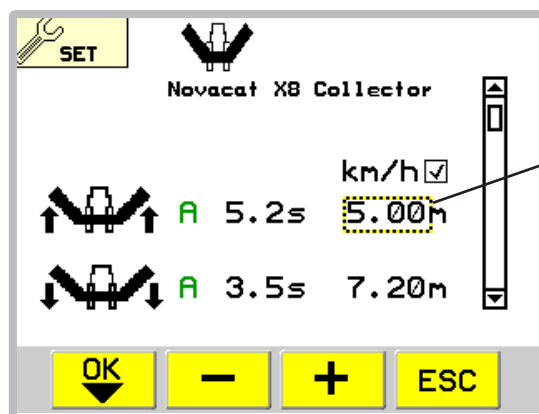 SET
Novacat X8 Collector
km/h
A 5.2s 5.00m
A 3.5s 7.20m
OK − + ESC